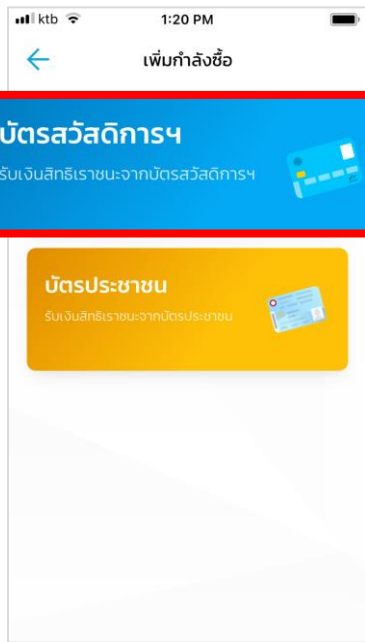 ktb 1:20 PM
เพิ่มกำลังซื้อ
บัตรสวัสดิการฯ
รับเงินสิทธิเราชนะจากบัตรสวัสดิการฯ
บัตรประชาชน
รับเงินสิทธิเราชนะจากบัตรประชาชน